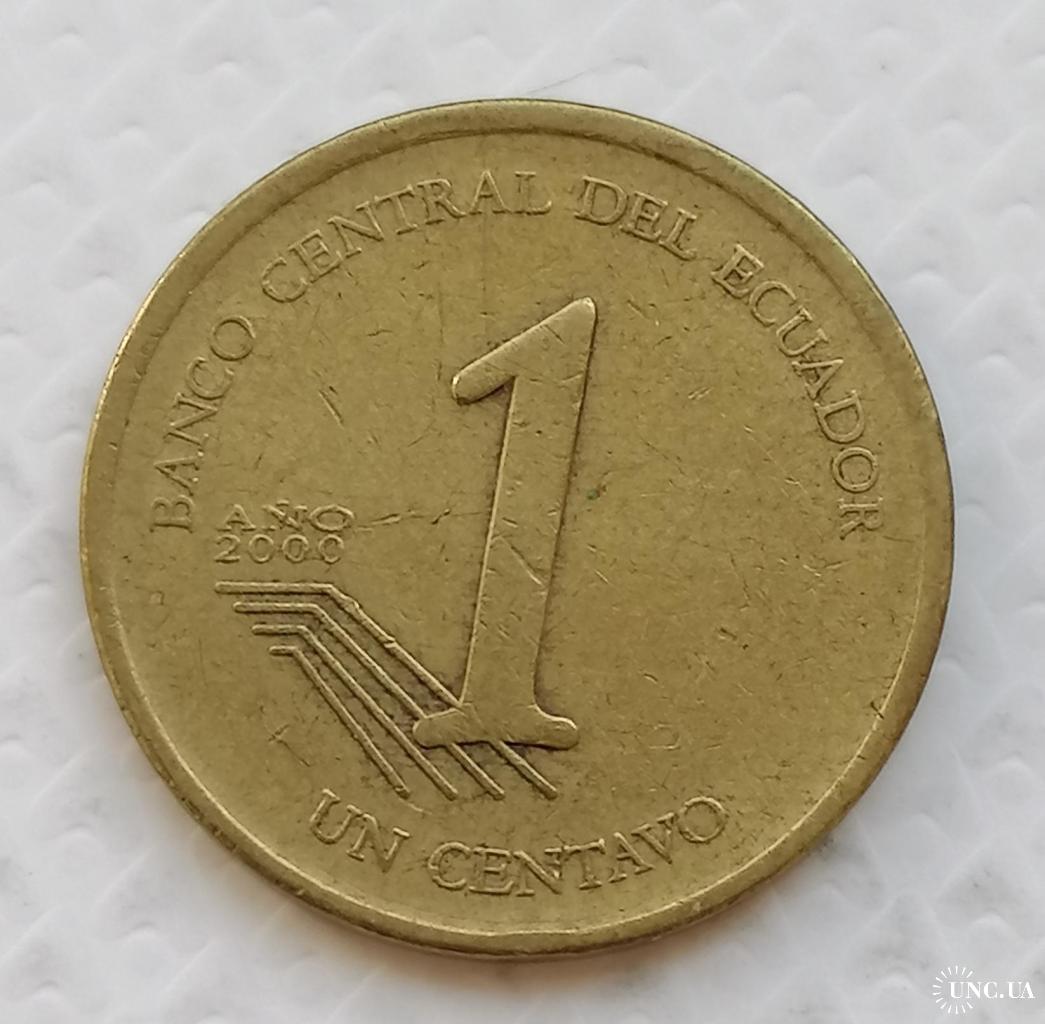 BANCO CENTRAL DEL ECUADOR
1
AÑO
2000
UN CENTAVO
UNC.UA